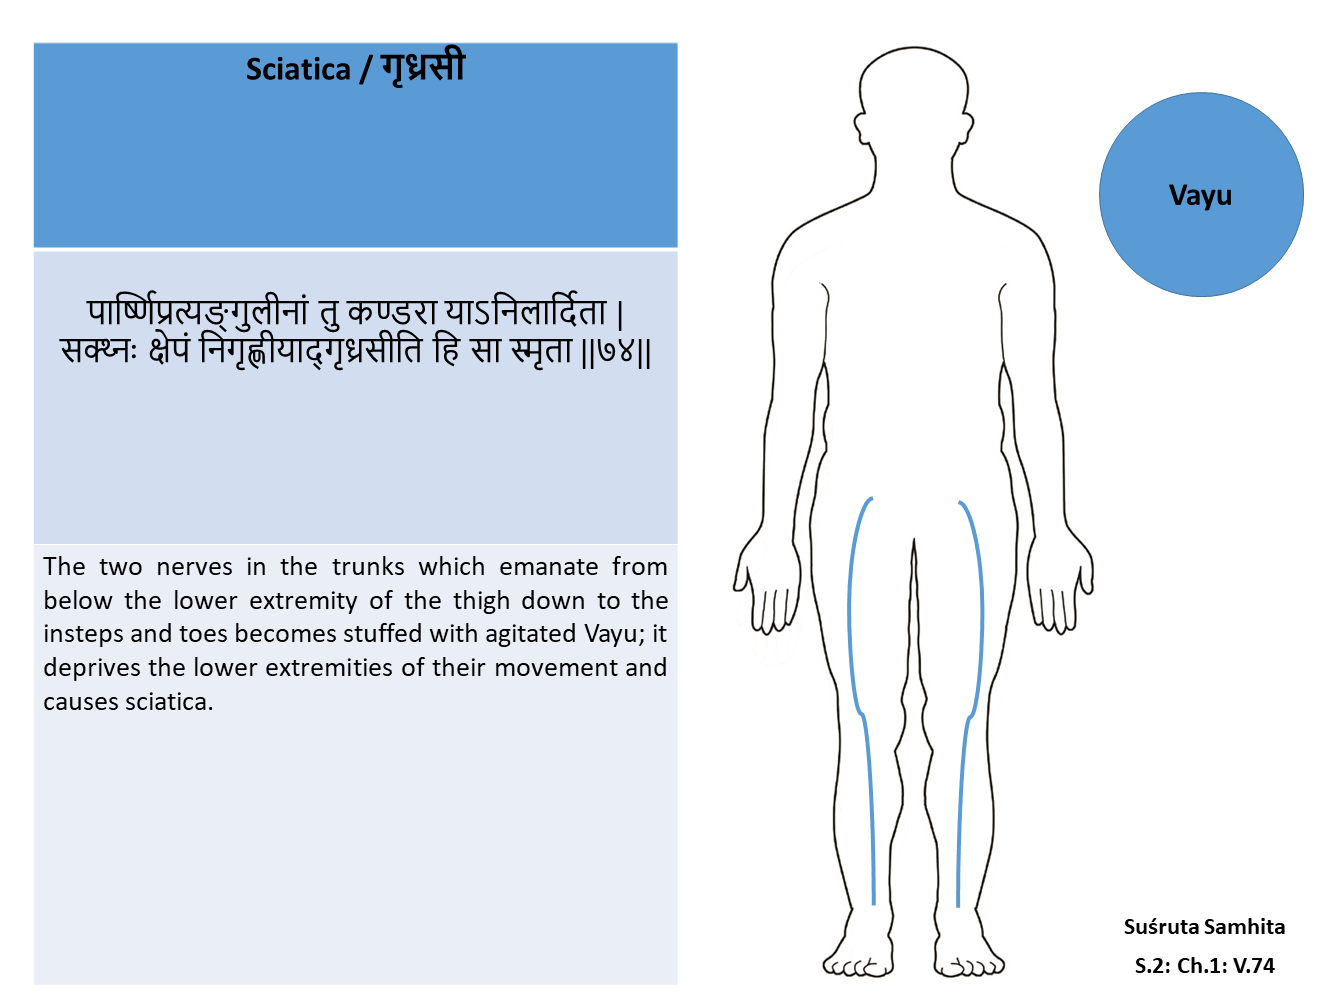 Sciatica / गृध्रसी
पार्ष्णिप्रत्यङ्गुलीनां तु कण्डरा याऽनिलार्दिता |
सक्थ्नः क्षेपं निगृह्णीयाद्गृध्रसीति हि सा स्मृता ||७४||
The two nerves in the trunks which emanate from
below the lower extremity of the thigh down to the
insteps and toes becomes stuffed with agitated Vayu; it
deprives the lower extremities of their movement and
causes sciatica.
Vayu
Suśruta Samhita
S.2: Ch.1: V.74